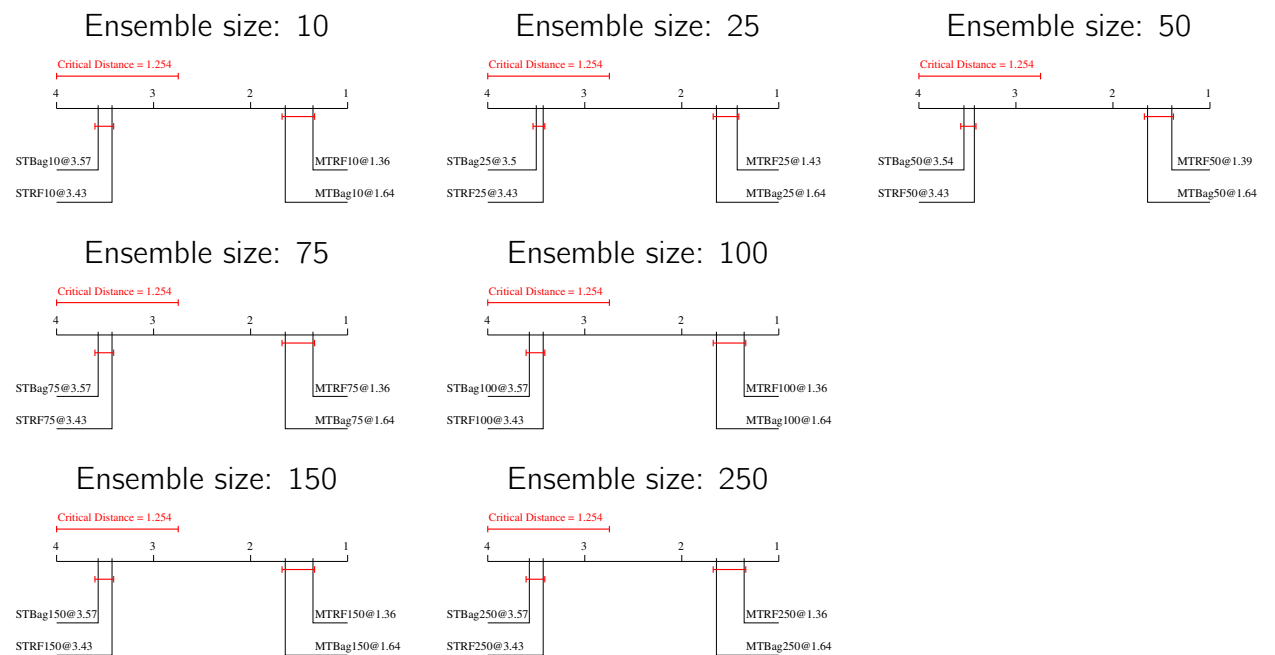 Ensemble size: 10
Critical Distance = 1.254
4 3 2 1
STBag10@3.57 MTRF10@1.36
STRF10@3.43 MTBag10@1.64
Ensemble size: 25
Critical Distance = 1.254
4 3 2 1
STBag25@3.5 MTRF25@1.43
STRF25@3.43 MTBag25@1.64
Ensemble size: 50
Critical Distance = 1.254
4 3 2 1
STBag50@3.54 MTRF50@1.39
STRF50@3.43 MTBag50@1.64
Ensemble size: 75
Critical Distance = 1.254
4 3 2 1
STBag75@3.57 MTRF75@1.36
STRF75@3.43 MTBag75@1.64
Ensemble size: 100
Critical Distance = 1.254
4 3 2 1
STBag100@3.57 MTRF100@1.36
STRF100@3.43 MTBag100@1.64
Ensemble size: 150
Critical Distance = 1.254
4 3 2 1
STBag150@3.57 MTRF150@1.36
STRF150@3.43 MTBag150@1.64
Ensemble size: 250
Critical Distance = 1.254
4 3 2 1
STBag250@3.57 MTRF250@1.36
STRF250@3.43 MTBag250@1.64